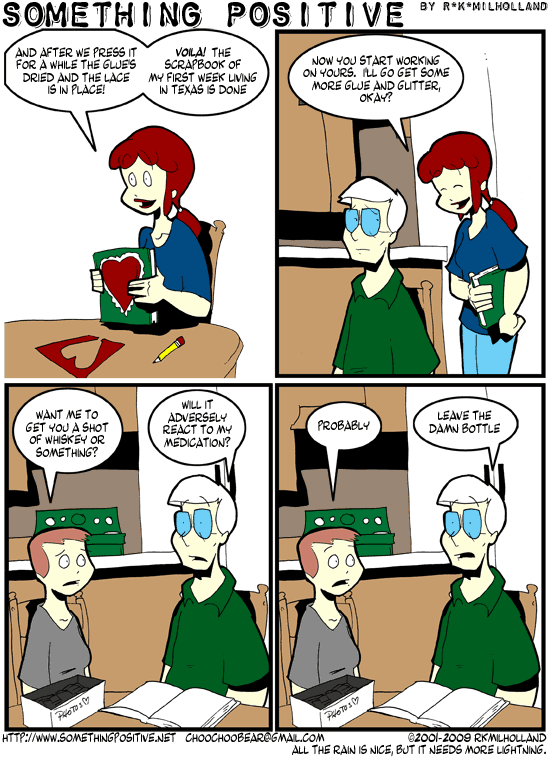 SOMETHING POSITIVE BY R*K*MILHOLLAND
AND AFTER WE PRESS IT
FOR A WHILE THE GLUE'S
DRIED AND THE LACE
IS IN PLACE!
VOILA! THE
SCRAPBOOK OF
MY FIRST WEEK LIVING
IN TEXAS IS DONE
NOW YOU START WORKING
ON YOURS. I'LL GO GET SOME
MORE GLUE AND GLITTER,
OKAY?
WANT ME TO
GET YOU A SHOT
OF WHISKEY OR
SOMETHING?
WILL IT
ADVERSELY
REACT TO MY
MEDICATION?
PHOTOS♡
PROBABLY
LEAVE THE
DAMN BOTTLE
PHOTOS♡
HTTP://WWW.SOMETHINGPOSITIVE.NET CHOOCHOOBEAR@GMAIL.COM ©2001-2009 RKMILHOLLAND
ALL THE RAIN IS NICE, BUT IT NEEDS MORE LIGHTNING.